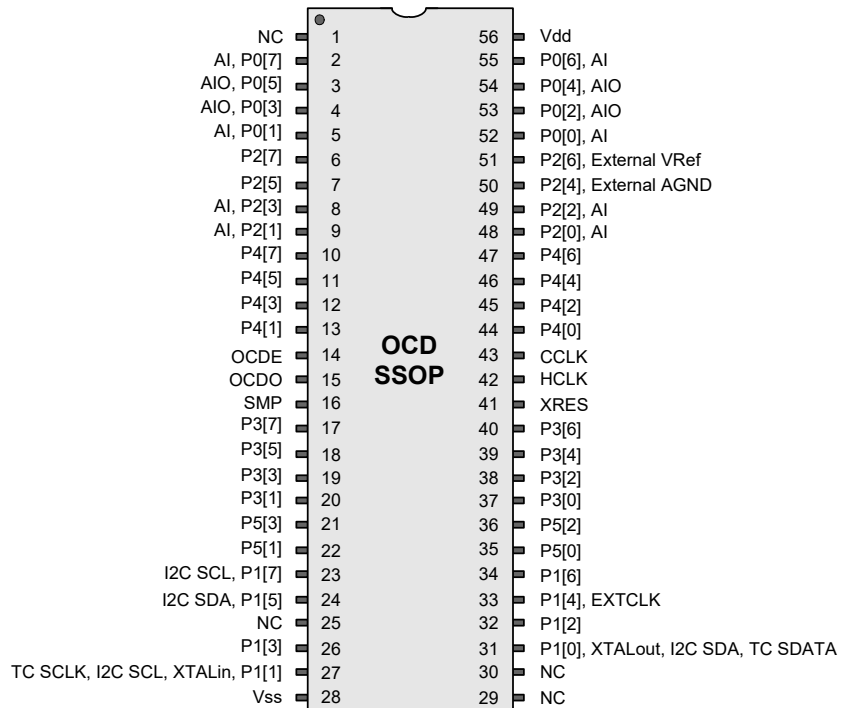 NC 1 56 Vdd
AI, P0[7] 2 55 P0[6], AI
AIO, P0[5] 3 54 P0[4], AIO
AIO, P0[3] 4 53 P0[2], AIO
AI, P0[1] 5 52 P0[0], AI
P2[7] 6 51 P2[6], External VRef
P2[5] 7 50 P2[4], External AGND
AI, P2[3] 8 49 P2[2], AI
AI, P2[1] 9 48 P2[0], AI
P4[7] 10 47 P4[6]
P4[5] 11 46 P4[4]
P4[3] 12 45 P4[2]
P4[1] 13 44 P4[0]
OCD
OCDE 14 43 CCLK
SSOP
OCDO 15 42 HCLK
SMP 16 41 XRES
P3[7] 17 40 P3[6]
P3[5] 18 39 P3[4]
P3[3] 19 38 P3[2]
P3[1] 20 37 P3[0]
P5[3] 21 36 P5[2]
P5[1] 22 35 P5[0]
I2C SCL, P1[7] 23 34 P1[6]
I2C SDA, P1[5] 24 33 P1[4], EXTCLK
NC 25 32 P1[2]
P1[3] 26 31 P1[0], XTALout, I2C SDA, TC SDATA
TC SCLK, I2C SCL, XTALin, P1[1] 27 30 NC
Vss 28 29 NC